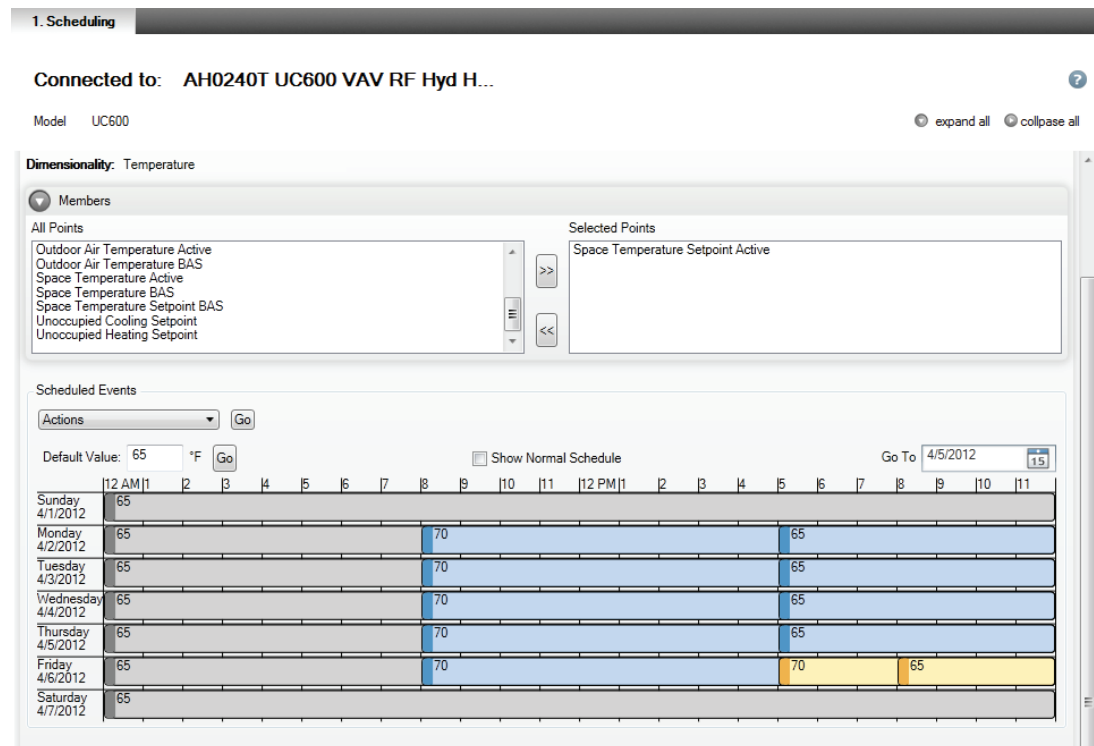 1. Scheduling
Connected to: AH0240T UC600 VAV RF Hyd H...
?
Model UC600
expand all collpase all
Dimensionality: Temperature
Members
All Points Selected Points
Outdoor Air Temperature Active Space Temperature Setpoint Active
Outdoor Air Temperature BAS
Space Temperature Active
Space Temperature BAS
Space Temperature Setpoint BAS
Unoccupied Cooling Setpoint
Unoccupied Heating Setpoint
>>
<<
Scheduled Events
Actions Go
Default Value: 65 °F Go Show Normal Schedule Go To 4/5/2012 15
12 AM 1 2 3 4 5 6 7 8 9 10 11 12 PM 1 2 3 4 5 6 7 8 9 10 11
Sunday 65
4/1/2012
Monday 65 70 65
4/2/2012
Tuesday 65 70 65
4/3/2012
Wednesday 65 70 65
4/4/2012
Thursday 65 70 65
4/5/2012
Friday 65 70 70 65
4/6/2012
Saturday 65
4/7/2012